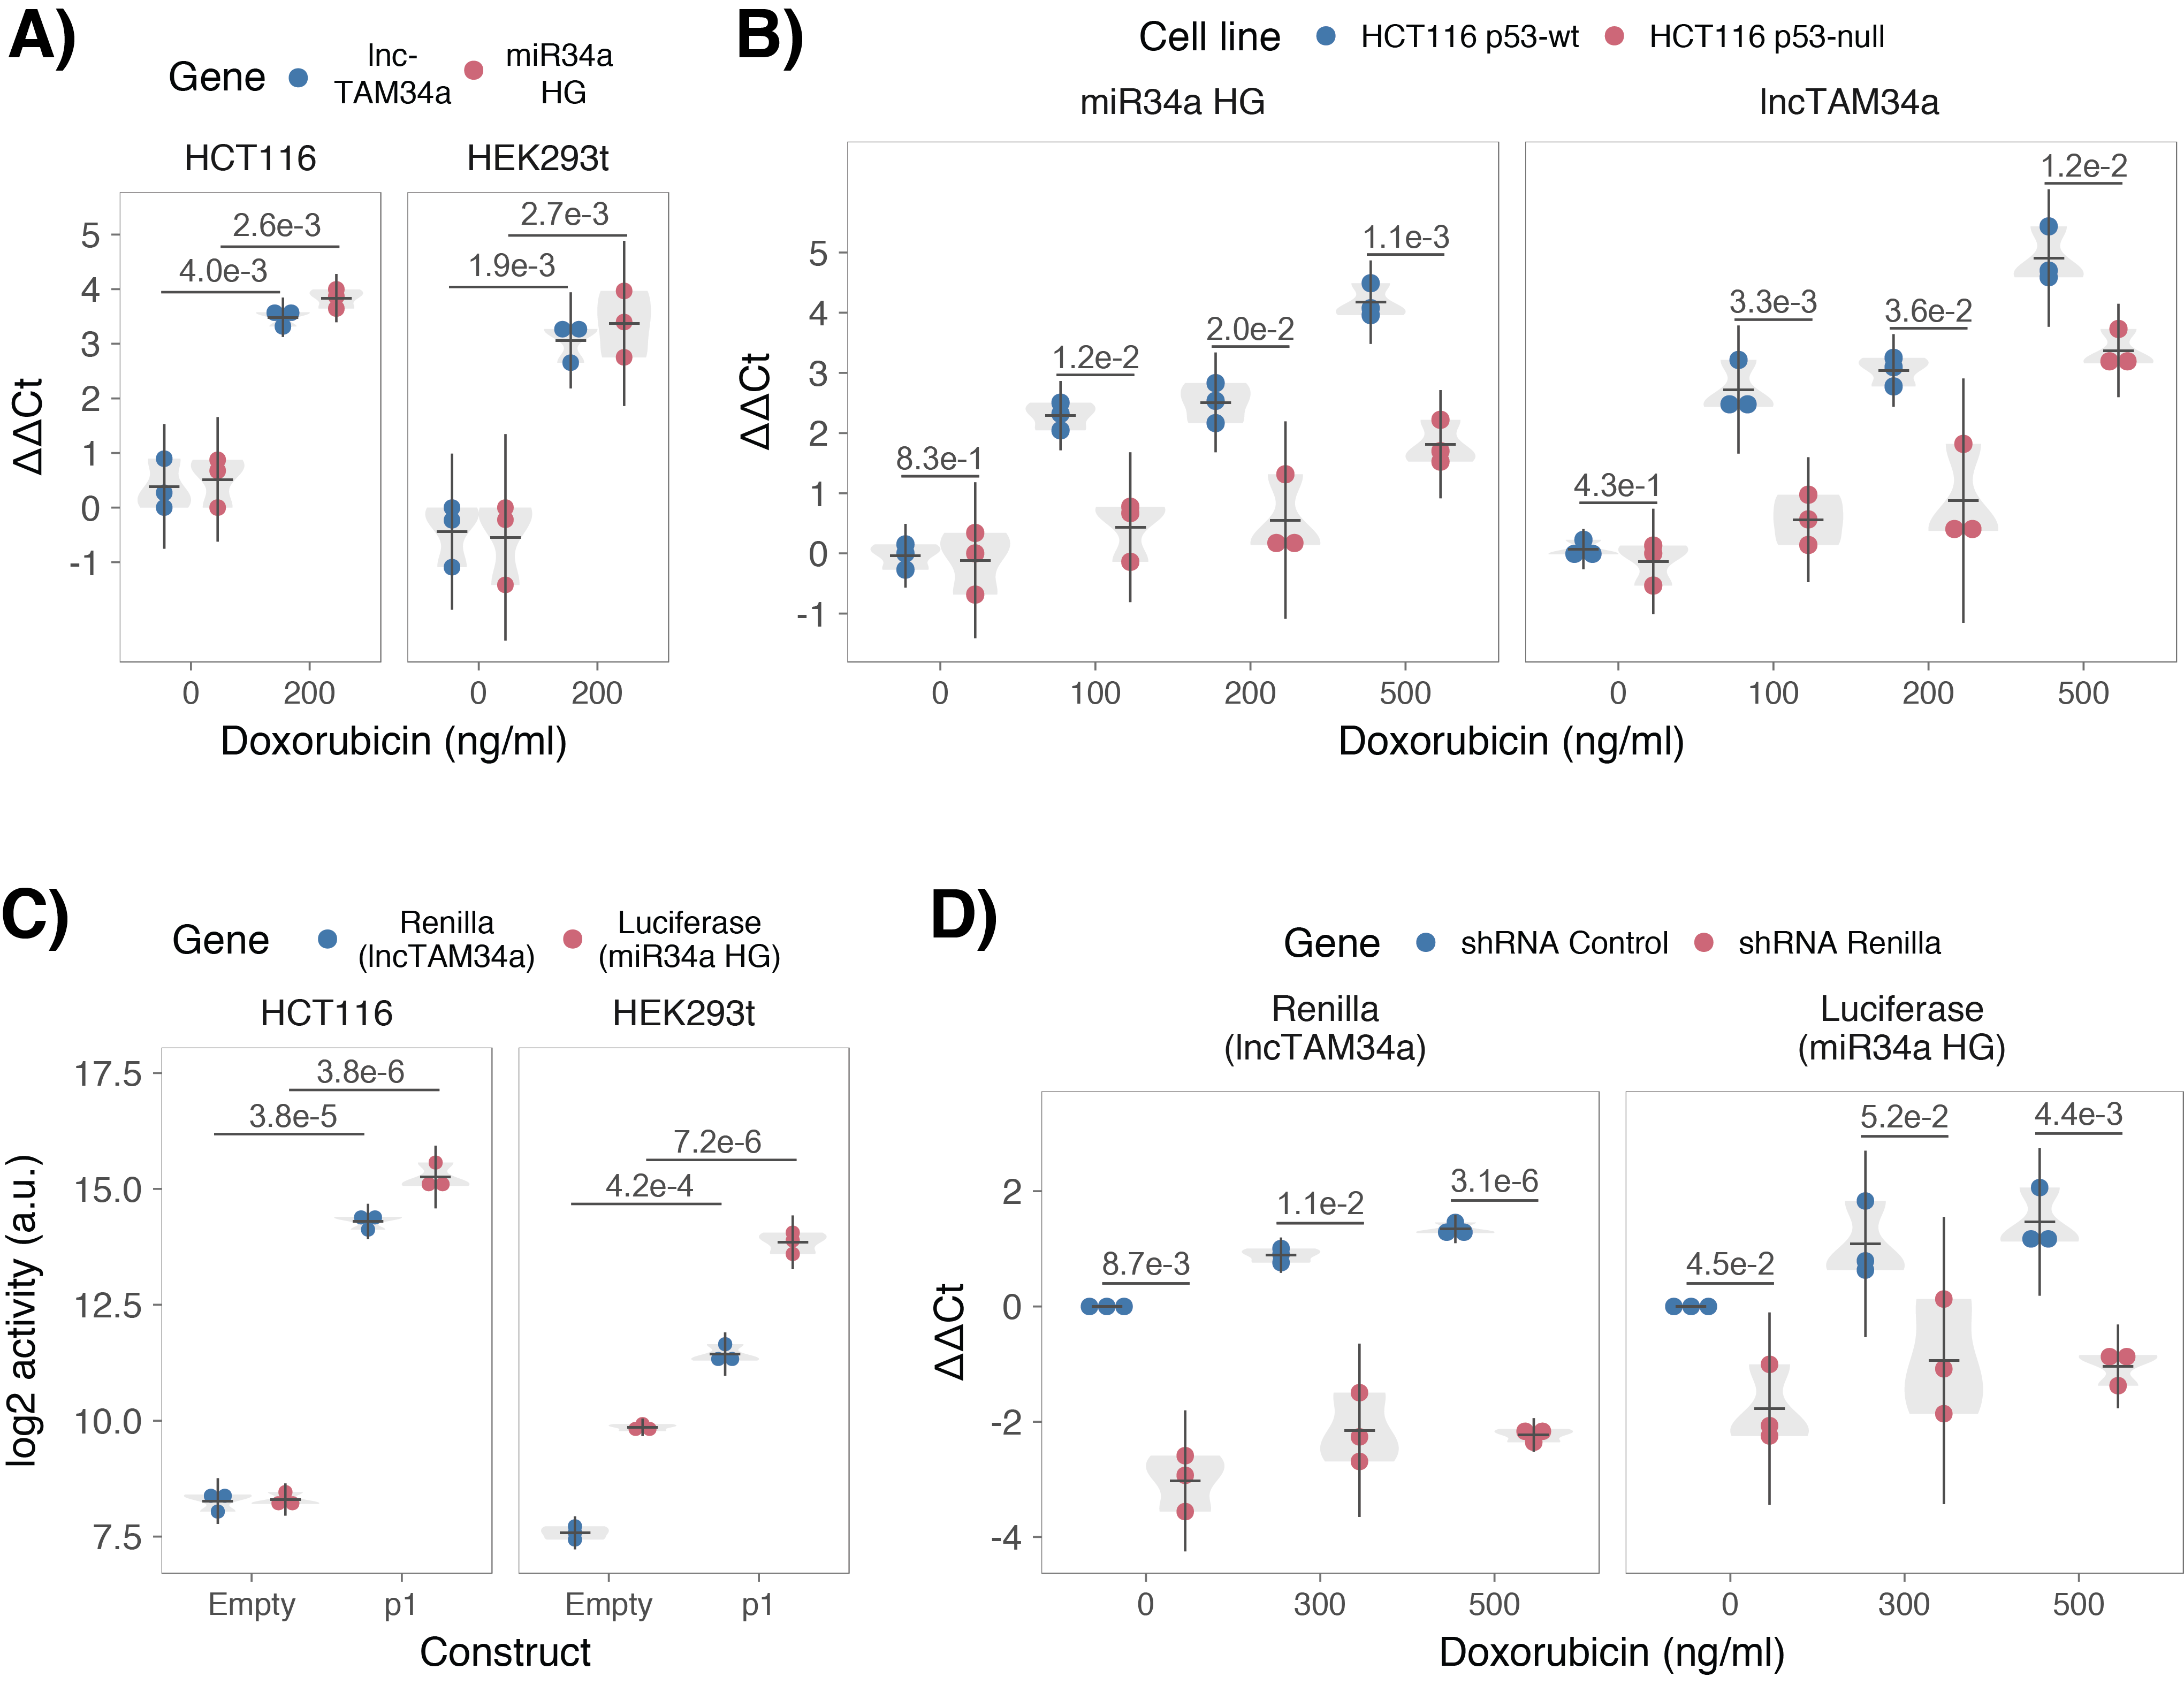 A)
Gene
lnc-
TAM34a
miR34a
HG
HCT116
HEK293t
ΔΔCt
5
4
3
2
1
0
-1
2.6e-3
4.0e-3
2.7e-3
1.9e-3
0
200
0
200
Doxorubicin (ng/ml)
B)
Cell line
HCT116 p53-wt
HCT116 p53-null
miR34a HG
lncTAM34a
ΔΔCt
5
4
3
2
1
0
-1
8.3e-1
1.2e-2
2.0e-2
1.1e-3
4.3e-1
3.3e-3
3.6e-2
1.2e-2
0
100
200
500
0
100
200
500
Doxorubicin (ng/ml)
C)
Gene
Renilla
(lncTAM34a)
Luciferase
(miR34a HG)
HCT116
HEK293t
log2 activity (a.u.)
17.5
15.0
12.5
10.0
7.5
3.8e-6
3.8e-5
7.2e-6
4.2e-4
Empty
p1
Empty
p1
Construct
D)
Gene
shRNA Control
shRNA Renilla
Renilla
(lncTAM34a)
Luciferase
(miR34a HG)
ΔΔCt
2
0
-2
-4
8.7e-3
1.1e-2
3.1e-6
4.5e-2
5.2e-2
4.4e-3
0
300
500
0
300
500
Doxorubicin (ng/ml)